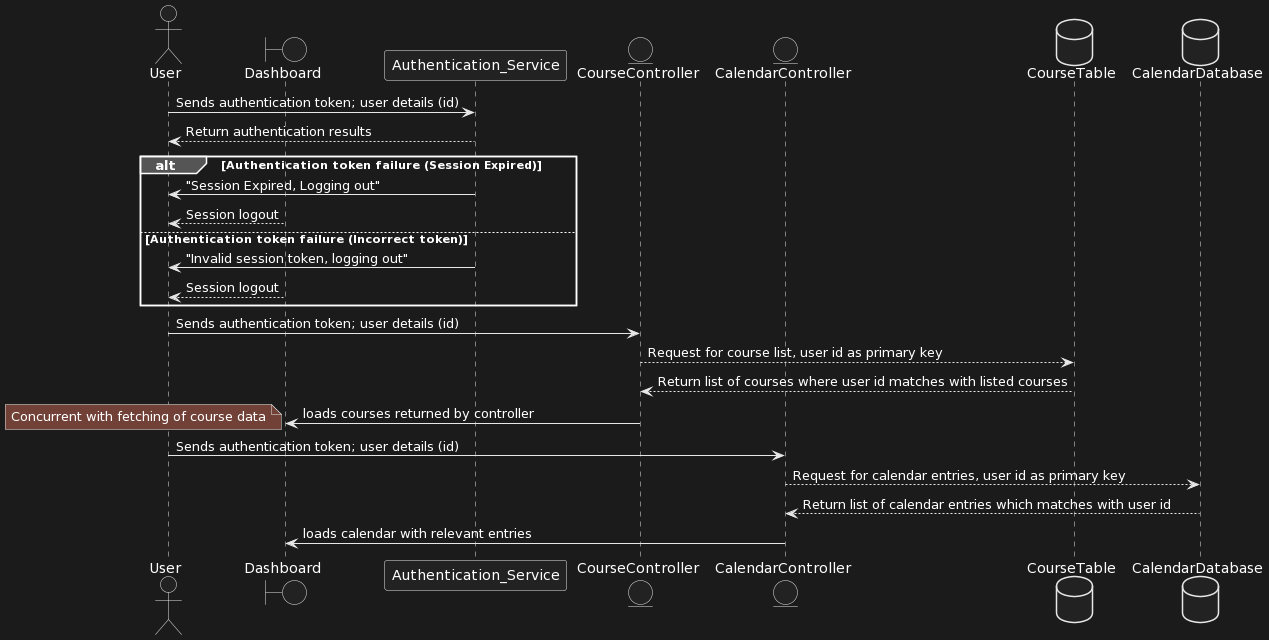 User
Dashboard
Authentication_Service
CourseController
CalendarController
CourseTable
CalendarDatabase
Sends authentication token; user details (id)
Return authentication results
alt
[Authentication token failure (Session Expired)]
"Session Expired, Logging out"
Session logout
[Authentication token failure (Incorrect token)]
"Invalid session token, logging out"
Session logout
Sends authentication token; user details (id)
Request for course list, user id as primary key
Return list of courses where user id matches with listed courses
Concurrent with fetching of course data
loads courses returned by controller
Sends authentication token; user details (id)
Request for calendar entries, user id as primary key
Return list of calendar entries which matches with user id
loads calendar with relevant entries
User
Dashboard
Authentication_Service
CourseController
CalendarController
CourseTable
CalendarDatabase